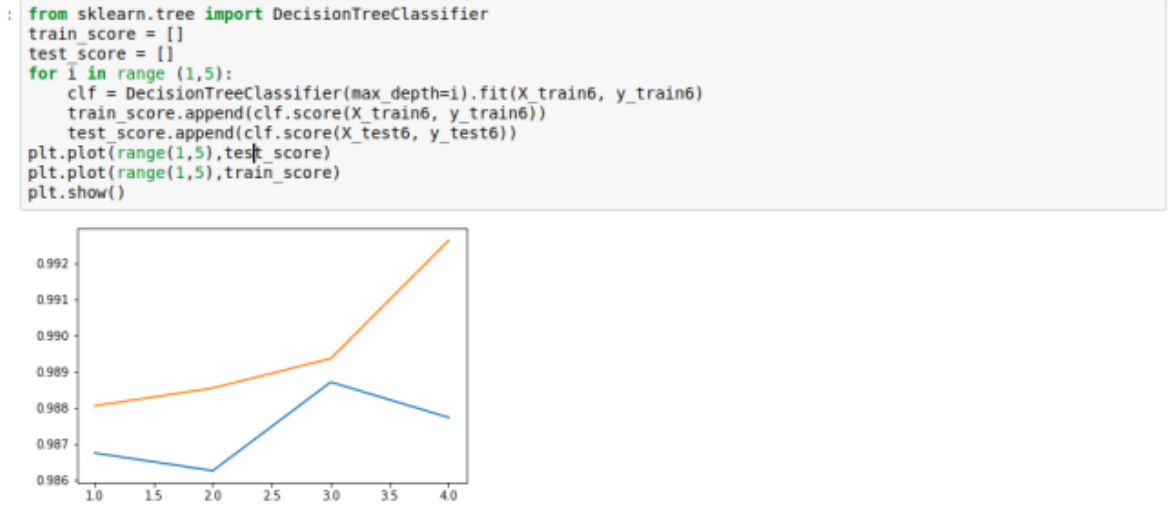 from sklearn.tree import DecisionTreeClassifier
train_score = []
test_score = []
for i in range (1,5):
    clf = DecisionTreeClassifier(max_depth=i).fit(X_train6, y_train6)
    train_score.append(clf.score(X_train6, y_train6))
    test_score.append(clf.score(X_test6, y_test6))
plt.plot(range(1,5),test_score)
plt.plot(range(1,5),train_score)
plt.show()
0.992
0.991
0.990
0.989
0.988
0.987
0.986
1.0 1.5 2.0 2.5 3.0 3.5 4.0